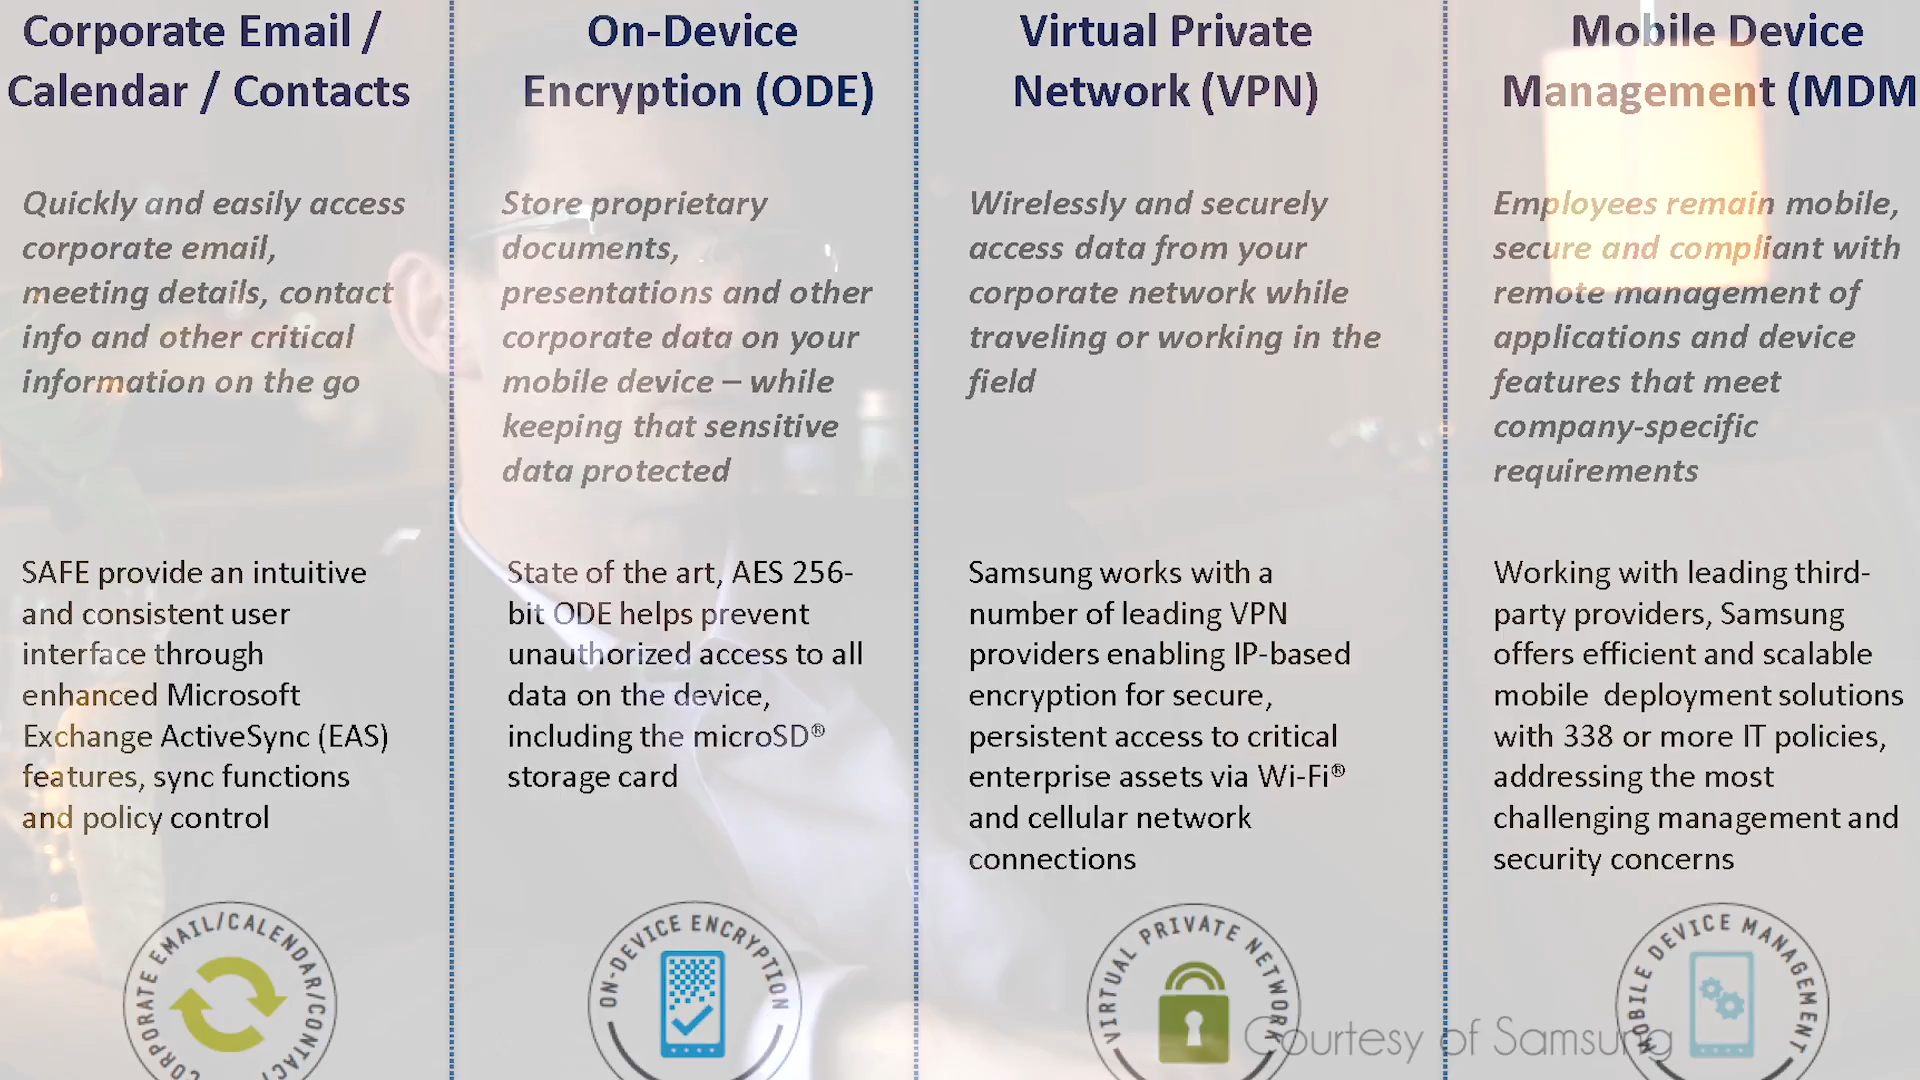 Corporate Email /
Calendar / Contacts
Quickly and easily access
corporate email,
meeting details, contact
info and other critical
information on the go
SAFE provide an intuitive
and consistent user
interface through
enhanced Microsoft
Exchange ActiveSync (EAS)
features, sync functions
and policy control
CORPORATE EMAIL/CALENDAR/CONTACT
On-Device
Encryption (ODE)
Store proprietary
documents,
presentations and other
corporate data on your
mobile device – while
keeping that sensitive
data protected
State of the art, AES 256-
bit ODE helps prevent
unauthorized access to all
data on the device,
including the microSD®
storage card
ON-DEVICE ENCRYPTION
Virtual Private
Network (VPN)
Wirelessly and securely
access data from your
corporate network while
traveling or working in the
field
Samsung works with a
number of leading VPN
providers enabling IP-based
encryption for secure,
persistent access to critical
enterprise assets via Wi-Fi®
and cellular network
connections
VIRTUAL PRIVATE NETWORK
Mobile Device
Management (MDM
Employees remain mobile,
secure and compliant with
remote management of
applications and device
features that meet
company-specific
requirements
Working with leading third-
party providers, Samsung
offers efficient and scalable
mobile deployment solutions
with 338 or more IT policies,
addressing the most
challenging management and
security concerns
MOBILE DEVICE MANAGEMENT
Courtesy of Samsung